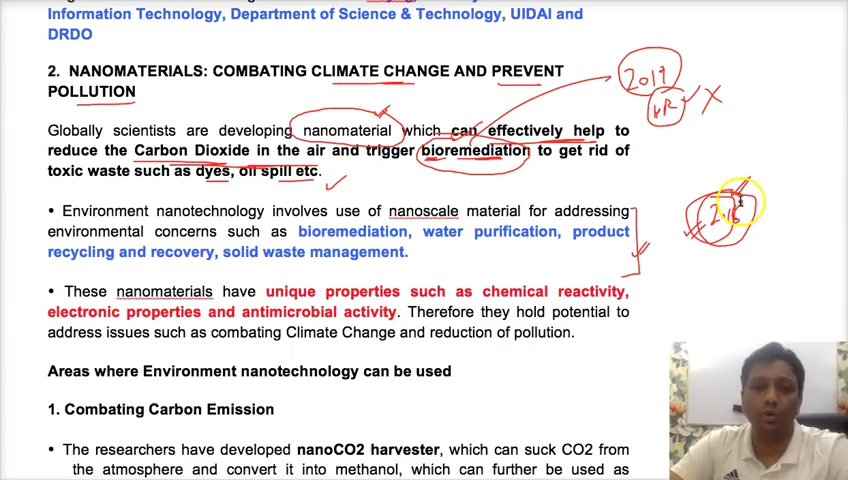 Information Technology, Department of Science & Technology, UIDAI and
DRDO
2. NANOMATERIALS: COMBATING CLIMATE CHANGE AND PREVENT
POLLUTION
2019
Globally scientists are developing nanomaterial which can effectively help to
reduce the Carbon Dioxide in the air and trigger bioremediation to get rid of
toxic waste such as dyes, oil spill etc.
• Environment nanotechnology involves use of nanoscale material for addressing
environmental concerns such as bioremediation, water purification, product
recycling and recovery, solid waste management.
• These nanomaterials have unique properties such as chemical reactivity,
electronic properties and antimicrobial activity. Therefore they hold potential to
address issues such as combating Climate Change and reduction of pollution.
Areas where Environment nanotechnology can be used
1. Combating Carbon Emission
• The researchers have developed nanoCO2 harvester, which can suck CO2 from
the atmosphere and convert it into methanol, which can further be used as